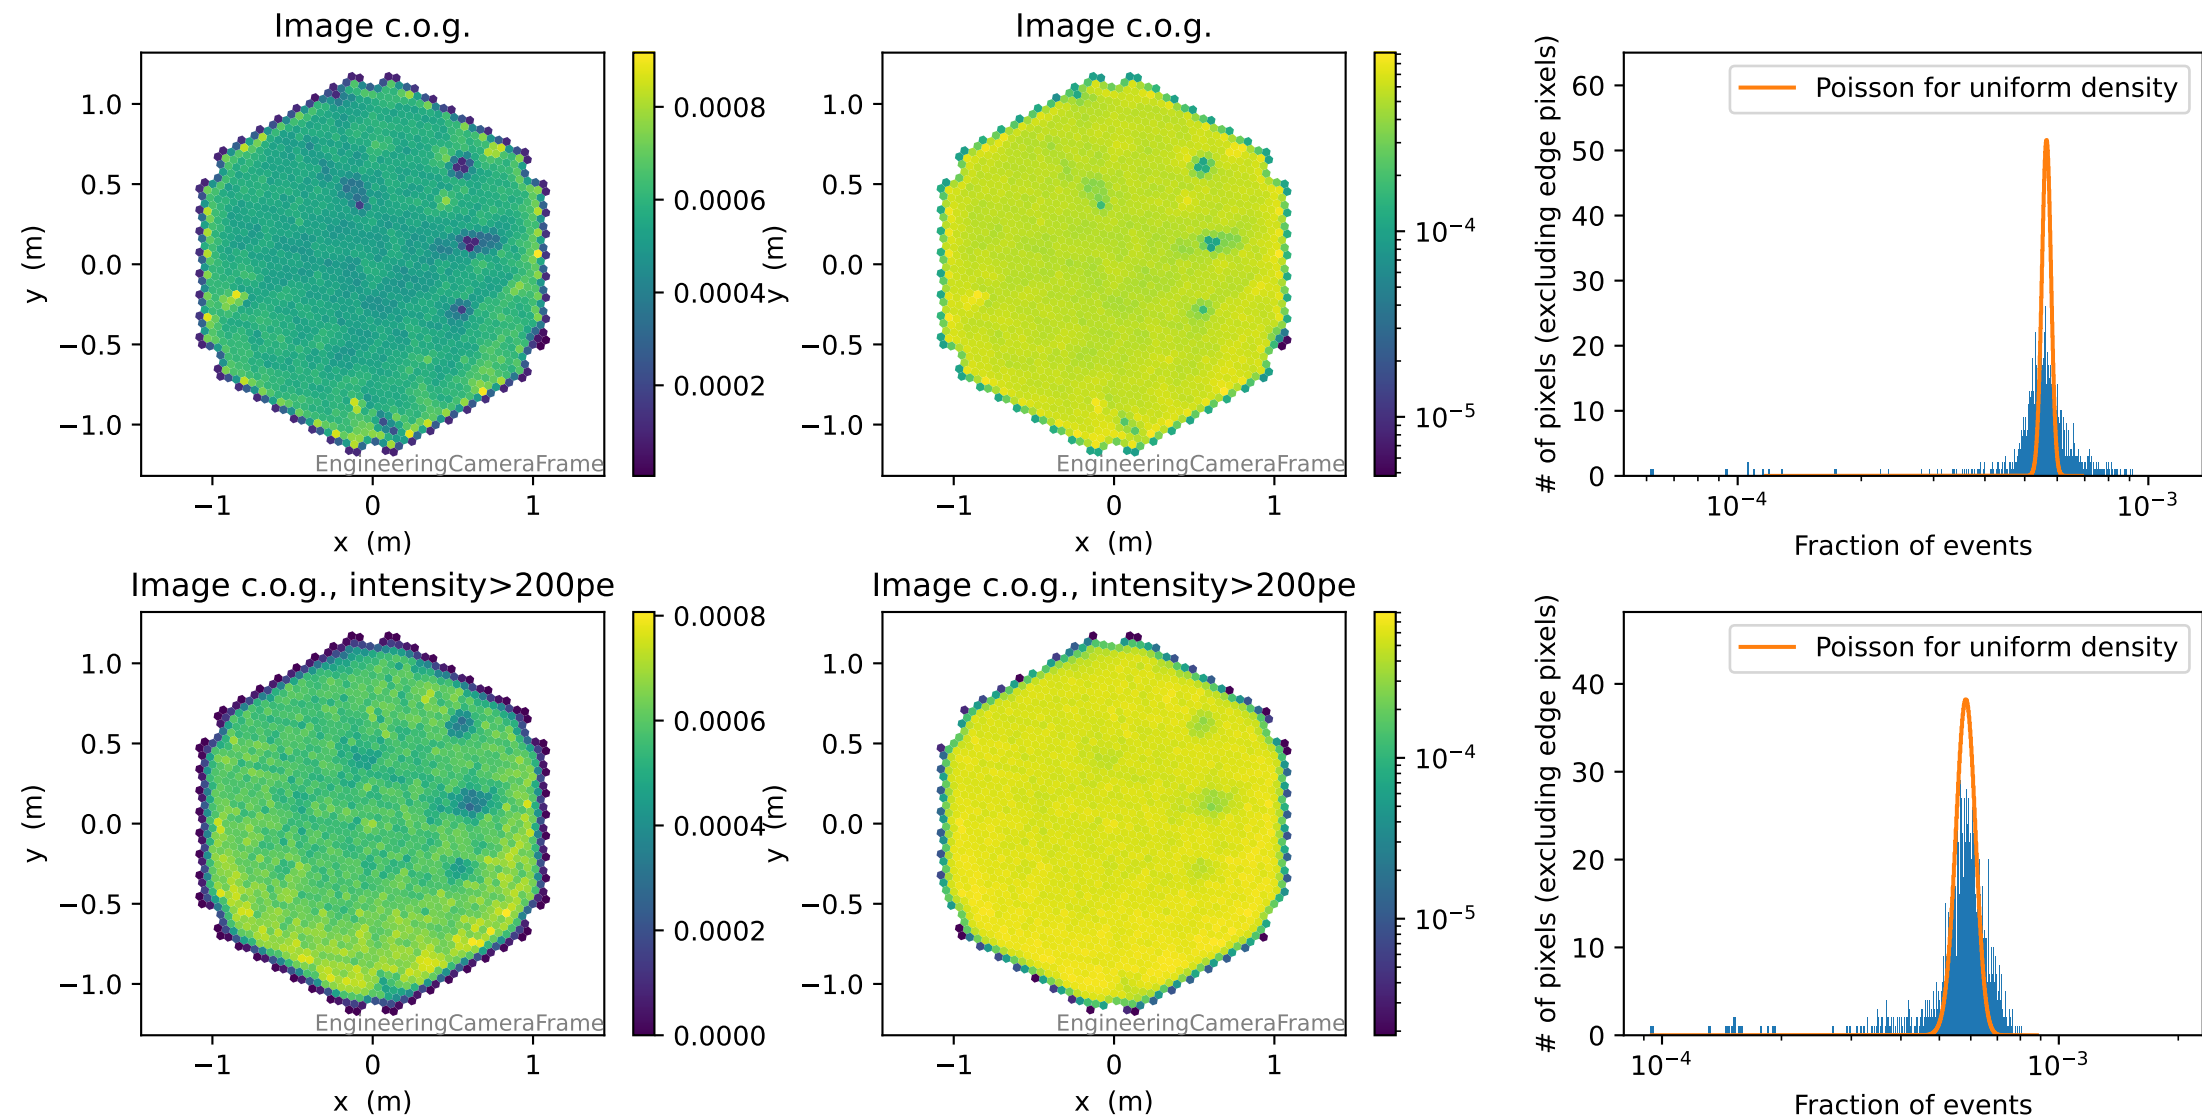 Image c.o.g.
1.0
0.5
0.0
−0.5
−1.0
y (m)
−1
0
1
x (m)
EngineeringCameraFrame
0.0008
0.0006
0.0004
0.0002
Image c.o.g.
1.0
0.5
0.0
−0.5
−1.0
y (m)
−1
0
1
x (m)
EngineeringCameraFrame
10⁻⁴
10⁻⁵
# of pixels (excluding edge pixels)
60
50
40
30
20
10
0
Poisson for uniform density
10⁻⁴
10⁻³
Fraction of events
Image c.o.g., intensity>200pe
1.0
0.5
0.0
−0.5
−1.0
y (m)
−1
0
1
x (m)
EngineeringCameraFrame
0.0008
0.0006
0.0004
0.0002
0.0000
Image c.o.g., intensity>200pe
1.0
0.5
0.0
−0.5
−1.0
y (m)
−1
0
1
x (m)
EngineeringCameraFrame
10⁻⁴
10⁻⁵
# of pixels (excluding edge pixels)
40
30
20
10
0
Poisson for uniform density
10⁻⁴
10⁻³
Fraction of events